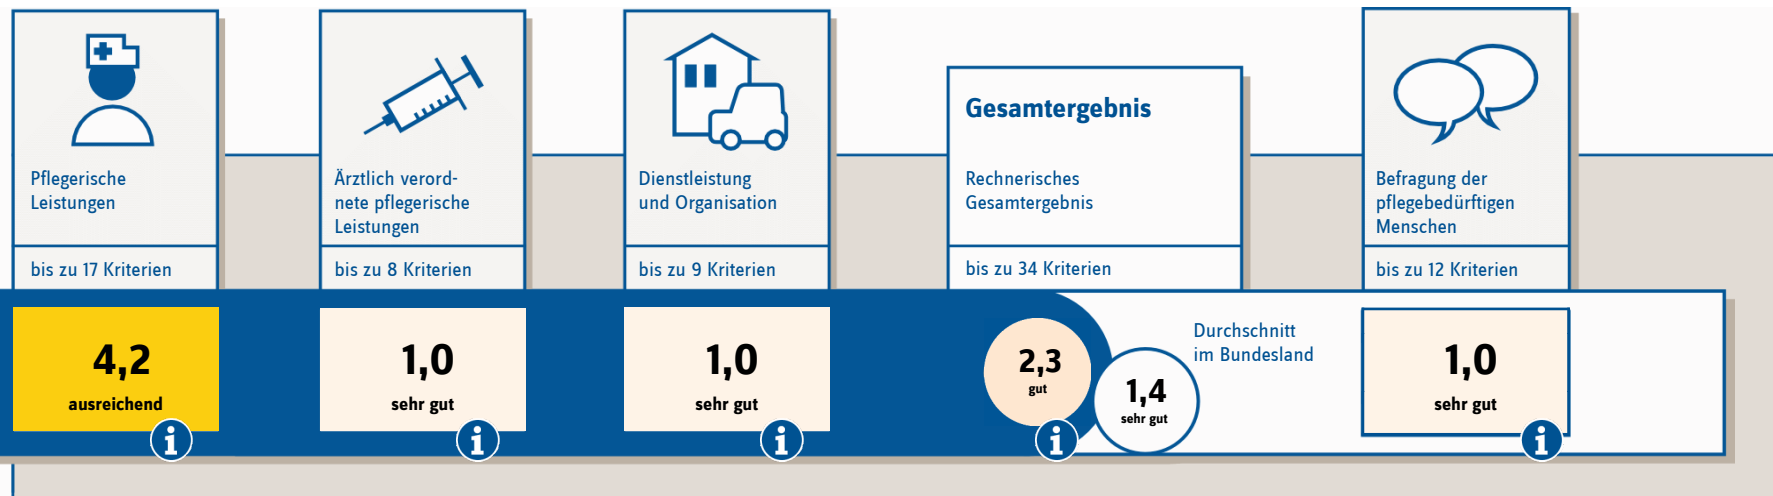 Pflegerische
Leistungen
bis zu 17 Kriterien
4,2
ausreichend
i
Ärztlich verord-
nete pflegerische
Leistungen
bis zu 8 Kriterien
1,0
sehr gut
i
Dienstleistung
und Organisation
bis zu 9 Kriterien
1,0
sehr gut
i
Gesamtergebnis
Rechnerisches
Gesamtergebnis
bis zu 34 Kriterien
2,3
gut
i
Durchschnitt
im Bundesland
1,4
sehr gut
Befragung der
pflegebedürftigen
Menschen
bis zu 12 Kriterien
1,0
sehr gut
i